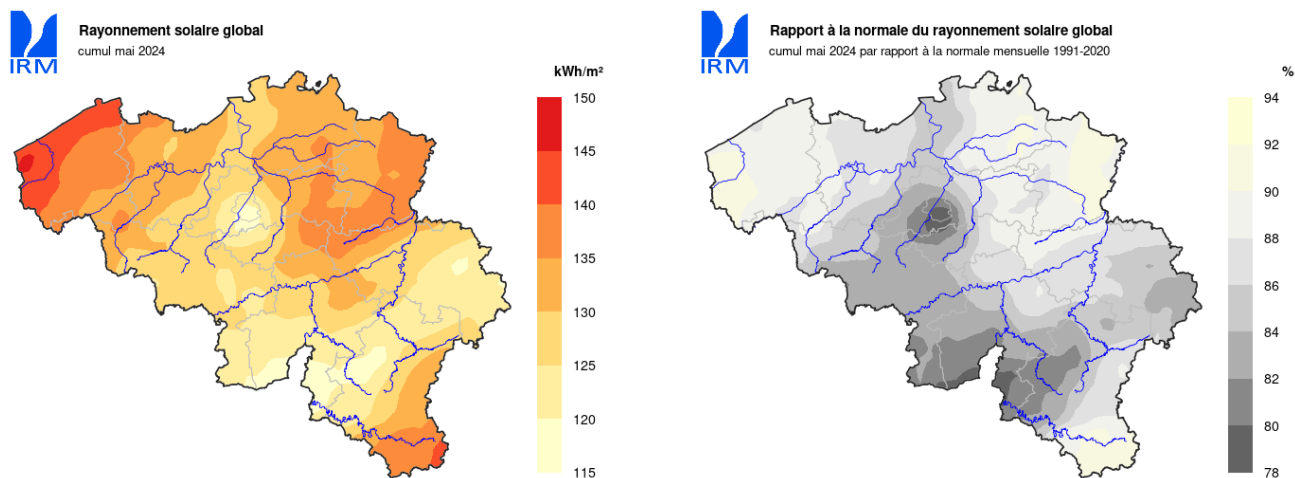 Rayonnement solaire global
cumul mai 2024
IRM
kWh/m²
150
145
140
135
130
125
120
115
Rapport à la normale du rayonnement solaire global
cumul mai 2024 par rapport à la normale mensuelle 1991-2020
IRM
%
94
92
90
88
86
84
82
80
78